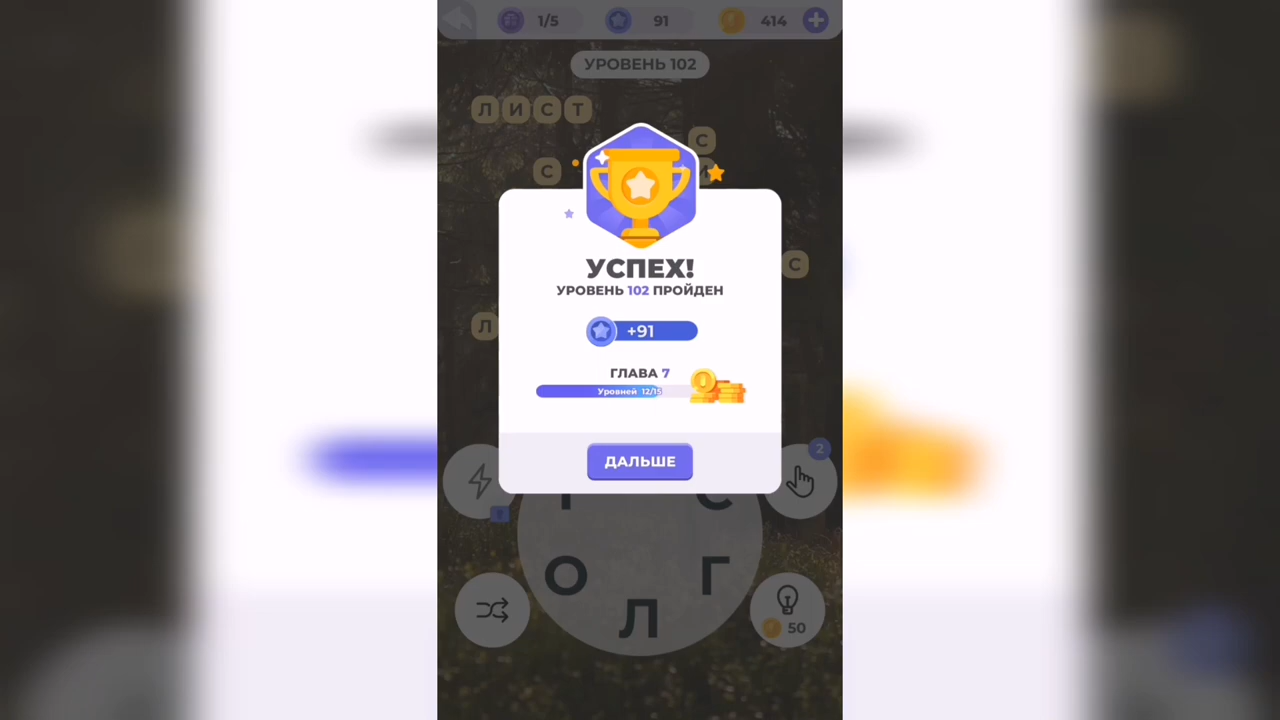 1/5 91 414
УРОВЕНЬ 102
ЛИСТ
С
С
С
Л
УСПЕХ!
УРОВЕНЬ 102 ПРОЙДЕН
+91
ГЛАВА 7
Уровней 12/15
ДАЛЬШЕ
2
С
О Г
Л
50